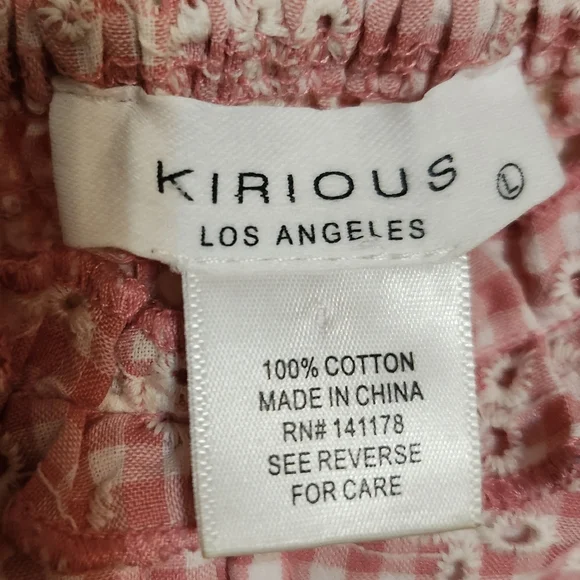 KIRIOUS L
LOS ANGELES
100% COTTON
MADE IN CHINA
RN# 141178
SEE REVERSE
FOR CARE